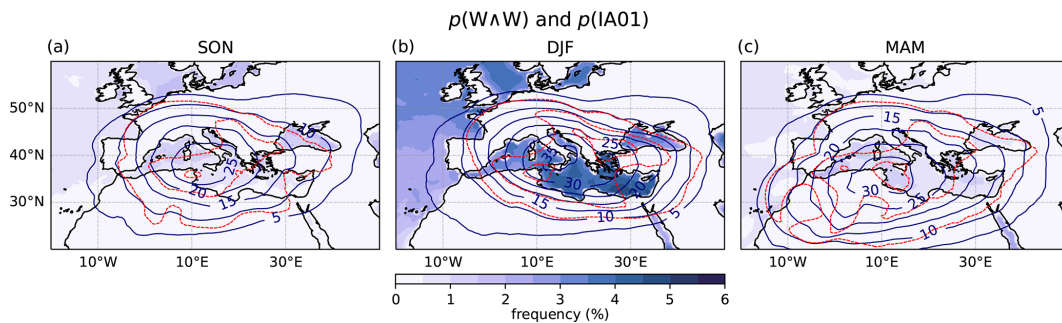 p(W∧W) and p(IA01)
(a) SON
(b) DJF
(c) MAM
50°N
40°N
30°N
10 25 20 15 5
25 35 30 20 15 10 5
5 15 20 30 25 10
10°W 10°E 30°E
10°W 10°E 30°E
10°W 10°E 30°E
0 1 2 3 4 5 6
frequency (%)